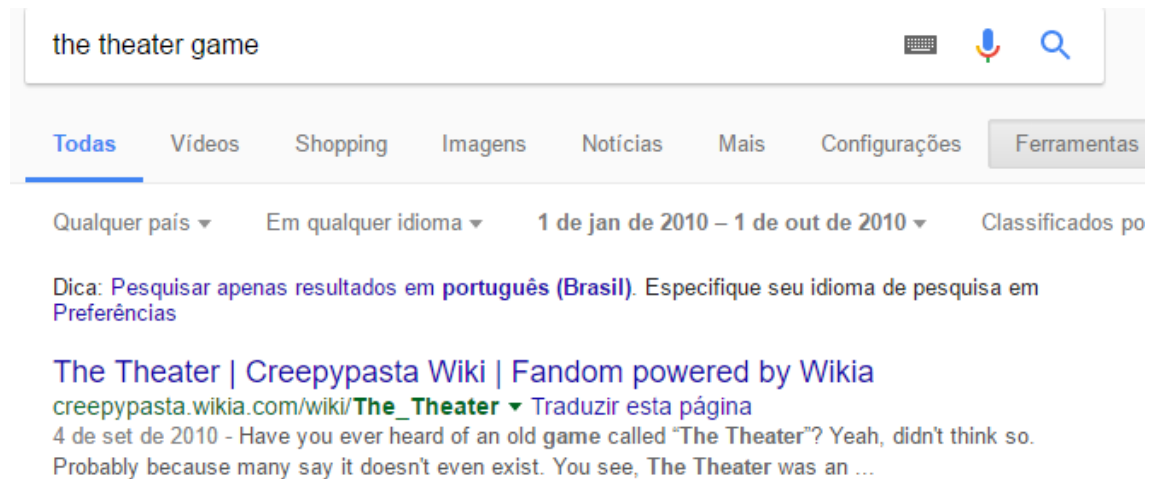 the theater game
Todas Vídeos Shopping Imagens Notícias Mais Configurações Ferramentas
Qualquer país Em qualquer idioma 1 de jan de 2010 – 1 de out de 2010 Classificados po
Dica: Pesquisar apenas resultados em português (Brasil). Especifique seu idioma de pesquisa em
Preferências
The Theater | Creepypasta Wiki | Fandom powered by Wikia
creepypasta.wikia.com/wiki/The_Theater Traduzir esta página
4 de set de 2010 - Have you ever heard of an old game called “The Theater”? Yeah, didn't think so.
Probably because many say it doesn't even exist. You see, The Theater was an ...